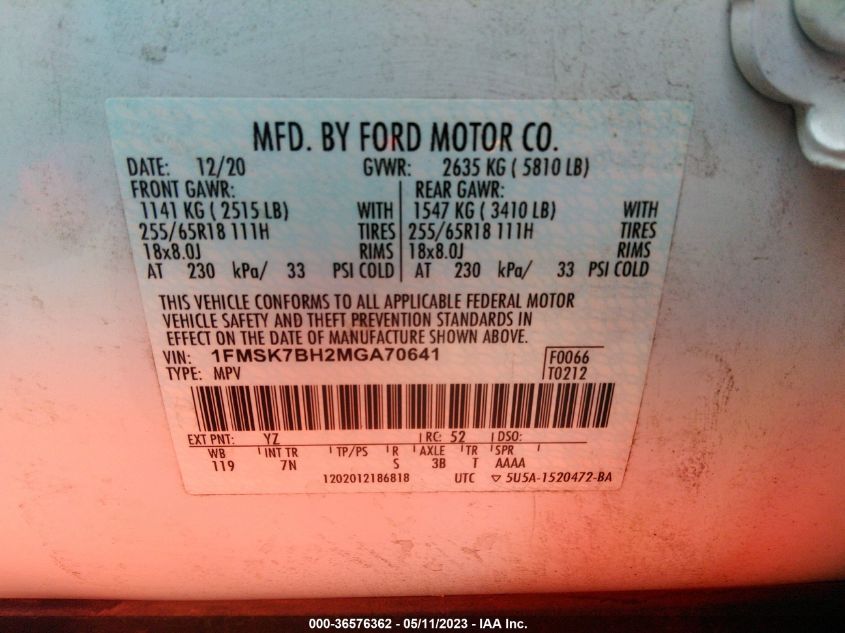 MFD. BY FORD MOTOR CO.
DATE: 12/20 GVWR: 2635 KG ( 5810 LB)
FRONT GAWR: REAR GAWR:
1141 KG ( 2515 LB) WITH 1547 KG ( 3410 LB) WITH
255/65R18 111H TIRES 255/65R18 111H TIRES
18x8.0J RIMS 18x8.0J RIMS
AT 230 kPa/ 33 PSI COLD AT 230 kPa/ 33 PSI COLD
THIS VEHICLE CONFORMS TO ALL APPLICABLE FEDERAL MOTOR
VEHICLE SAFETY AND THEFT PREVENTION STANDARDS IN
EFFECT ON THE DATE OF MANUFACTURE SHOWN ABOVE.
VIN: 1FMSK7BH2MGA70641 F0066
TYPE: MPV T0212
EXT PNT: YZ RC: 52 DSO:
WB INT TR TP/PS R AXLE TR SPR
119 7N S 3B T AAAA
1202012186818 UTC ▽ 5U5A-1520472-BA
000-36576362 - 05/11/2023 - IAA Inc.